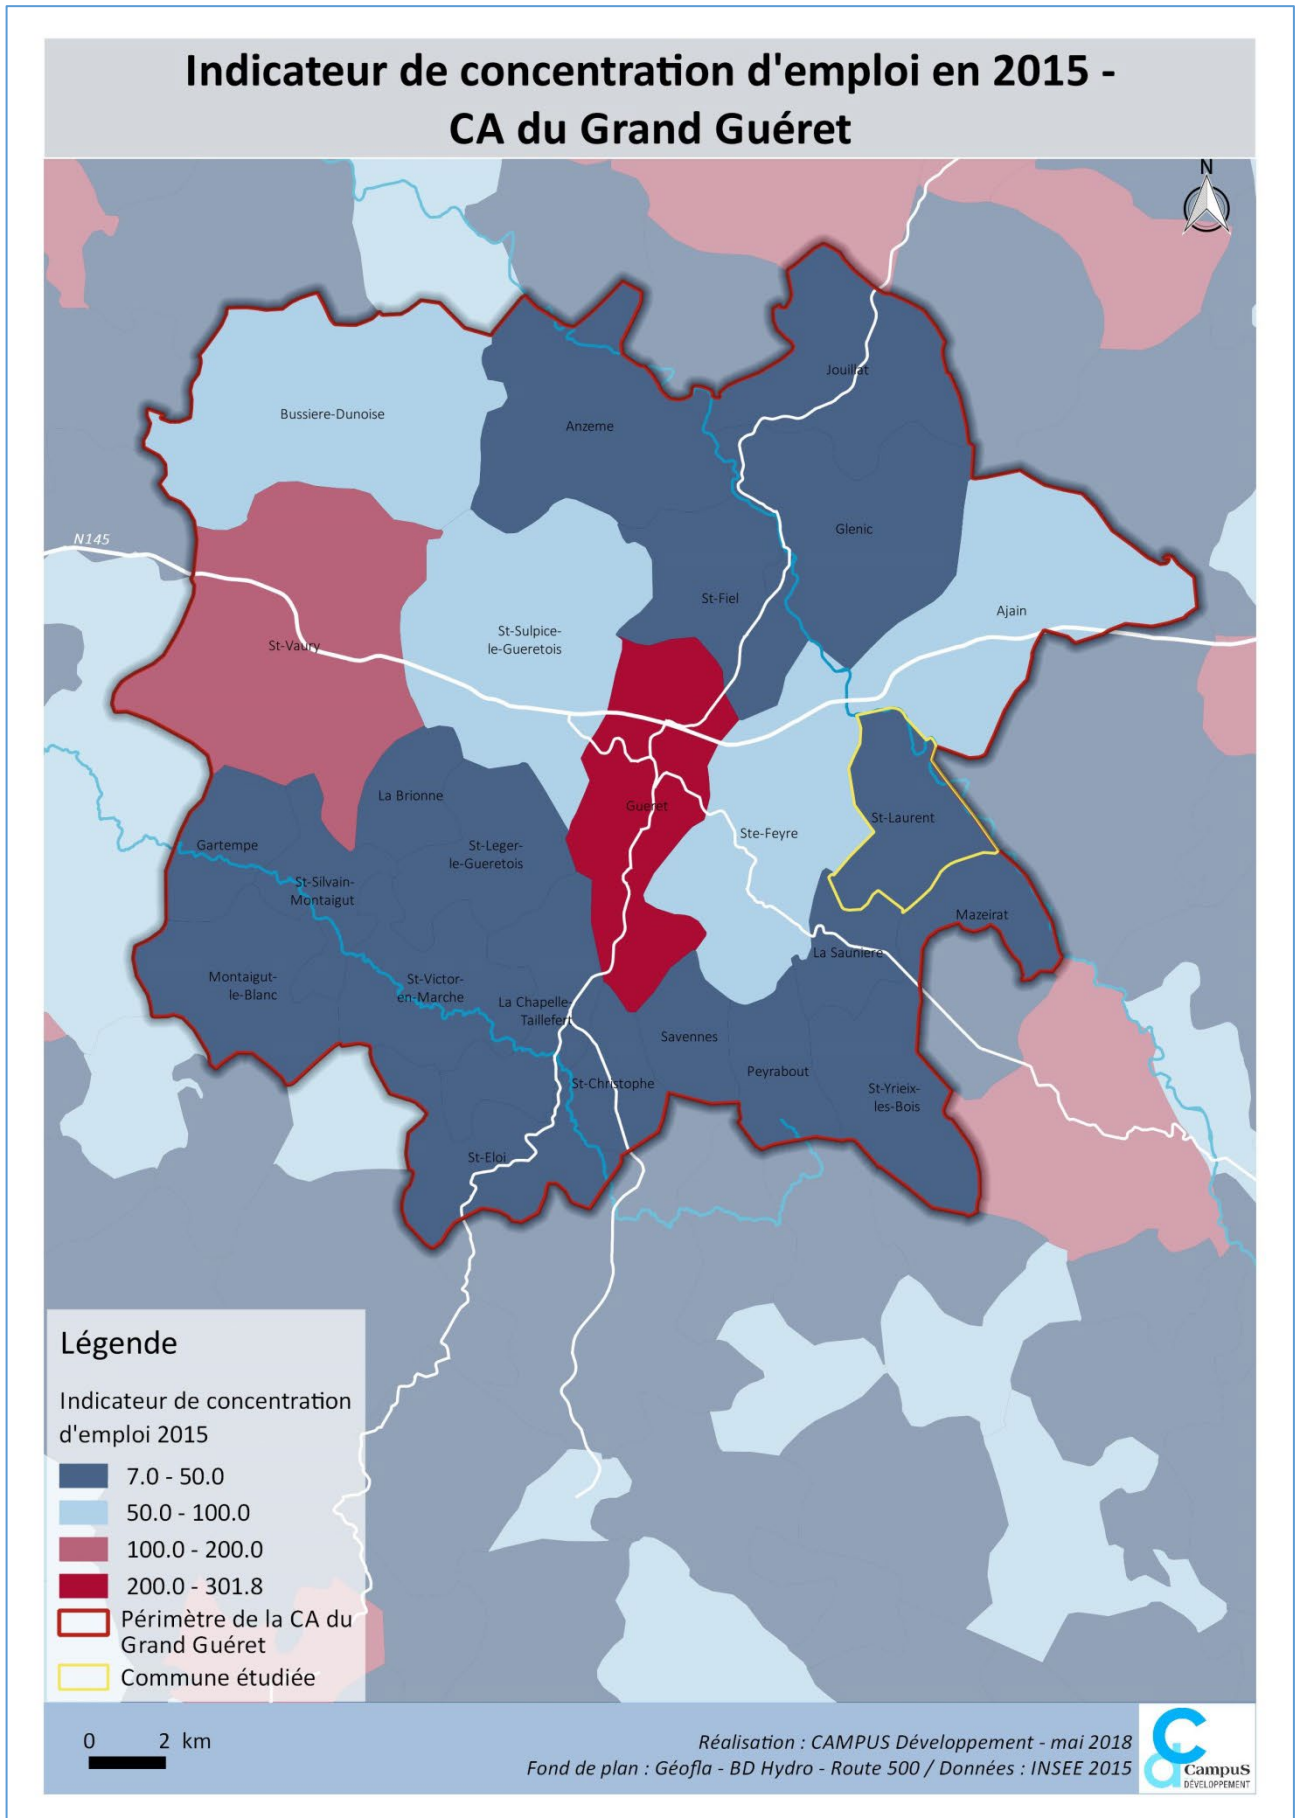 Indicateur de concentration d'emploi en 2015 -
CA du Grand Guéret
N
Jouillat
Bussiere-Dunoise
Anzeme
Glenic
N145
St-Fiel
Ajain
St-Sulpice-
le-Gueretois
St-Vaury
La Brionne
Gueret
St-Laurent
Ste-Feyre
Gartempe
St-Leger-
le-Gueretois
St-Silvain-
Montaigut
Mazeirat
La Sauniere
Montaigut-
le-Blanc
St-Victor-
en-Marche
La Chapelle-
Taillefert
Savennes
Peyrabout
St-Christophe
St-Yrieix-
les-Bois
St-Eloi
Légende
Indicateur de concentration
d'emploi 2015
7.0 - 50.0
50.0 - 100.0
100.0 - 200.0
200.0 - 301.8
Périmètre de la CA du
Grand Guéret
Commune étudiée
0 2 km
Réalisation : CAMPUS Développement - mai 2018
Fond de plan : Géofla - BD Hydro - Route 500 / Données : INSEE 2015
CampuS
DÉVELOPPEMENT